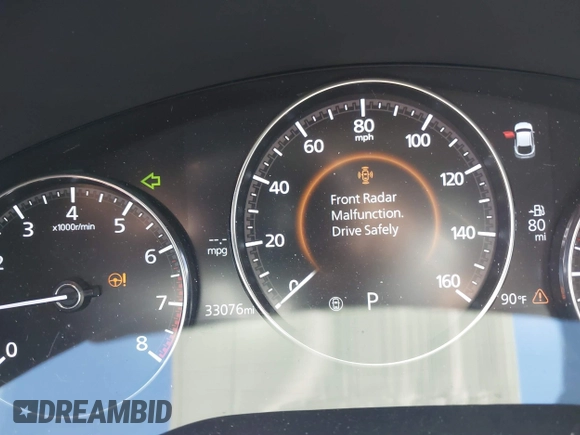 80
mph
60
100
40
120
20
140
0
160
Front Radar
Malfunction.
Drive Safely
P
3
4
5
x1000r/min
2
6
7
8
0
--.-
mpg
33076mi
80
mi
90°F
DREAMBID